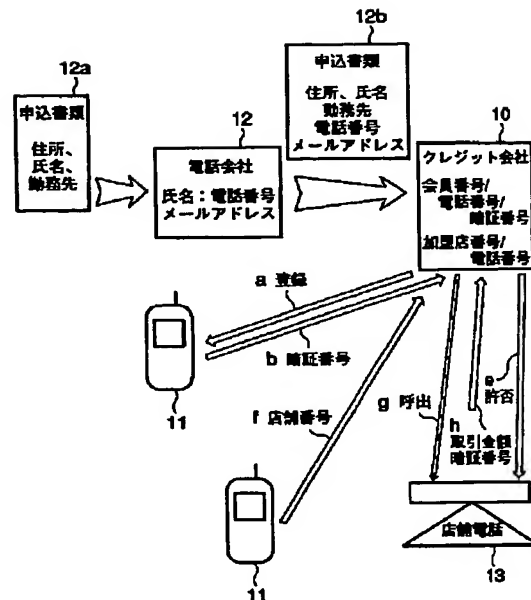 12a
申込書類
住所、
氏名、
勤務先
12
電話会社
氏名：電話番号
メールアドレス
12b
申込書類
住所、氏名
勤務先
電話番号
メールアドレス
10
クレジット会社
会員番号/
電話番号/
暗証番号
加盟店番号/
電話番号
a 登録
b 暗証番号
11
f 店舗番号
11
g 呼出
h
取引金額
暗証番号
e
許否
店舗電話
13